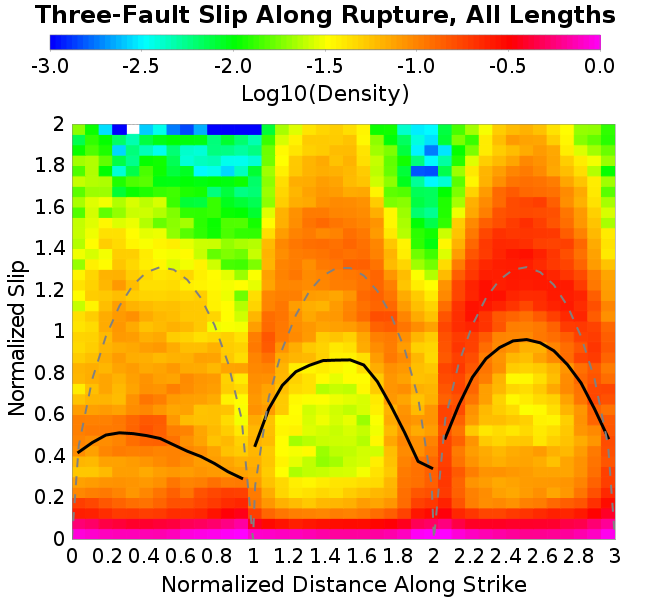 Three-Fault Slip Along Rupture, All Lengths
-3.0 -2.5 -2.0 -1.5 -1.0 -0.5 0.0
Log10(Density)
2
1.8
1.6
1.4
1.2
1
0.8
0.6
0.4
0.2
0
Normalized Slip
0 0.2 0.4 0.6 0.8 1 1.2 1.4 1.6 1.8 2 2.2 2.4 2.6 2.8 3
Normalized Distance Along Strike